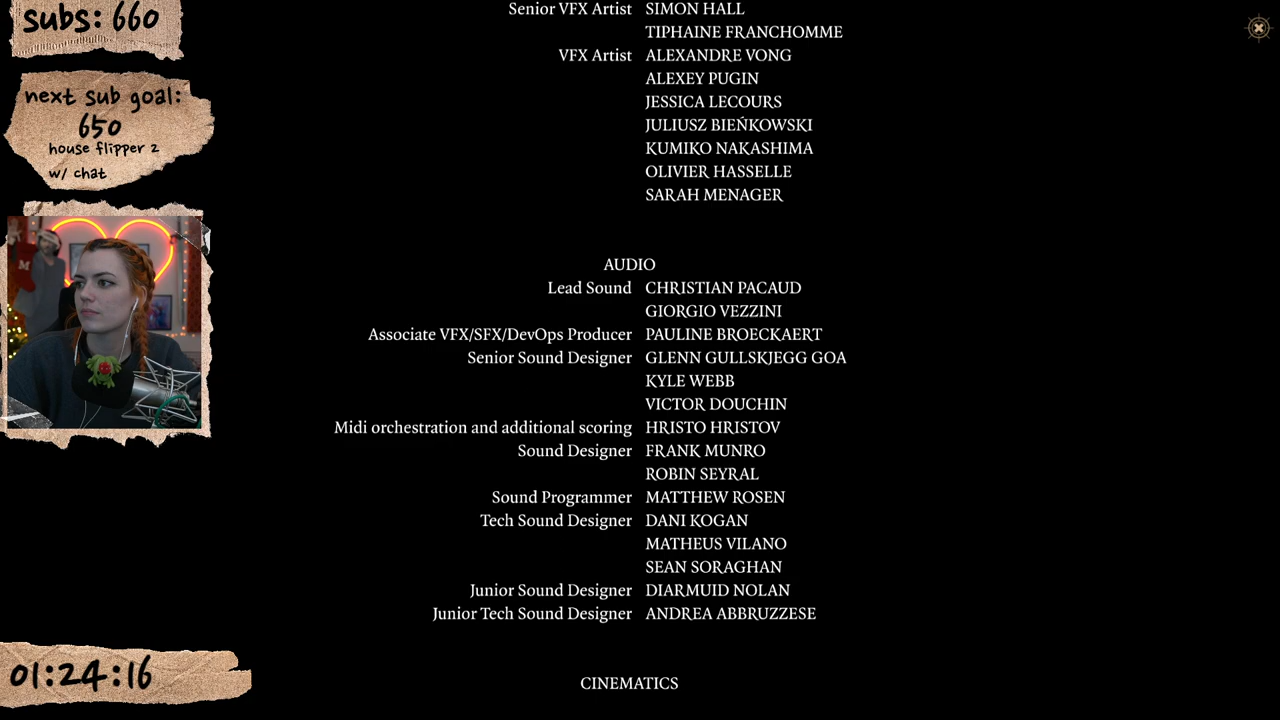 subs: 660
next sub goal:
650
house flipper 2
w/ chat
M
01:24:16
Senior VFX Artist SIMON HALL
TIPHAINE FRANCHOMME
VFX Artist ALEXANDRE VONG
ALEXEY PUGIN
JESSICA LECOURS
JULIUSZ BIEŃKOWSKI
KUMIKO NAKASHIMA
OLIVIER HASSELLE
SARAH MENAGER
AUDIO
Lead Sound CHRISTIAN PACAUD
GIORGIO VEZZINI
Associate VFX/SFX/DevOps Producer PAULINE BROECKAERT
Senior Sound Designer GLENN GULLSKJEGG GOA
KYLE WEBB
VICTOR DOUCHIN
Midi orchestration and additional scoring HRISTO HRISTOV
Sound Designer FRANK MUNRO
ROBIN SEYRAL
Sound Programmer MATTHEW ROSEN
Tech Sound Designer DANI KOGAN
MATHEUS VILANO
SEAN SORAGHAN
Junior Sound Designer DIARMUID NOLAN
Junior Tech Sound Designer ANDREA ABBRUZZESE
CINEMATICS